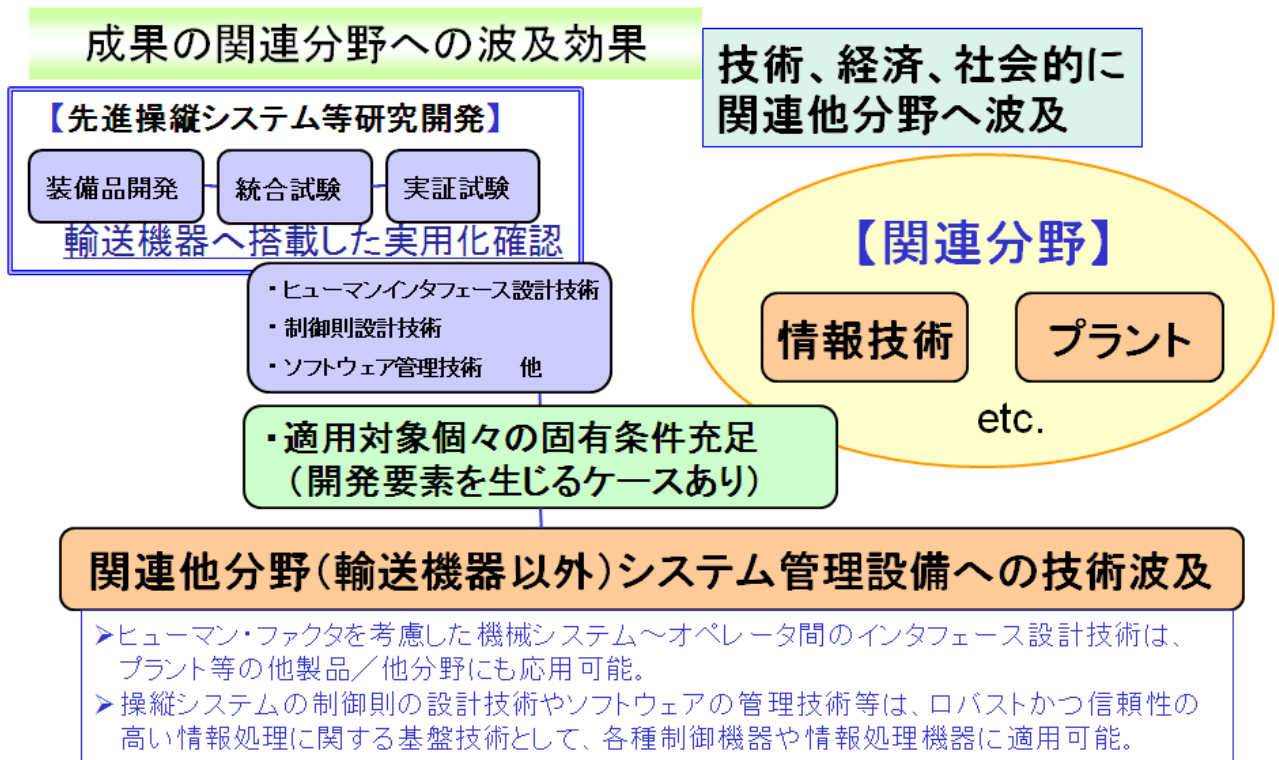 成果の関連分野への波及効果
技術、経済、社会的に
関連他分野へ波及
【先進操縦システム等研究開発】
装備品開発
統合試験
実証試験
輸送機器へ搭載した実用化確認
・ヒューマンインタフェース設計技術
・制御則設計技術
・ソフトウェア管理技術　他
【関連分野】
情報技術
プラント
etc.
・適用対象個々の固有条件充足
（開発要素を生じるケースあり）
関連他分野（輸送機器以外）システム管理設備への技術波及
➢ヒューマン・ファクタを考慮した機械システム～オペレータ間のインタフェース設計技術は、
プラント等の他製品／他分野にも応用可能。
➢操縦システムの制御則の設計技術やソフトウェアの管理技術等は、ロバストかつ信頼性の
高い情報処理に関する基盤技術として、各種制御機器や情報処理機器に適用可能。